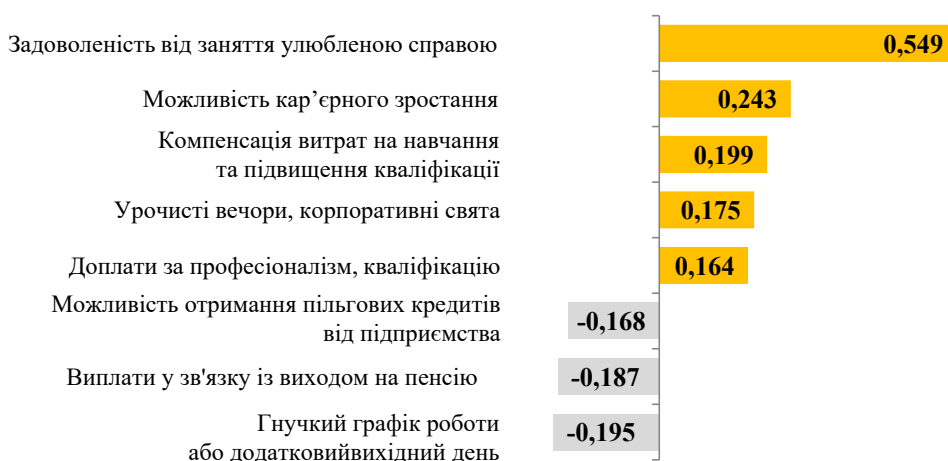 Задоволеність від заняття улюбленою справою
0,549
Можливість кар’єрного зростання
0,243
Компенсація витрат на навчання
та підвищення кваліфікації
0,199
Урочисті вечори, корпоративні свята
0,175
Доплати за професіоналізм, кваліфікацію
0,164
Можливість отримання пільгових кредитів
від підприємства
-0,168
Виплати у зв'язку із виходом на пенсію
-0,187
Гнучкий графік роботи
або додатковийвихідний день
-0,195